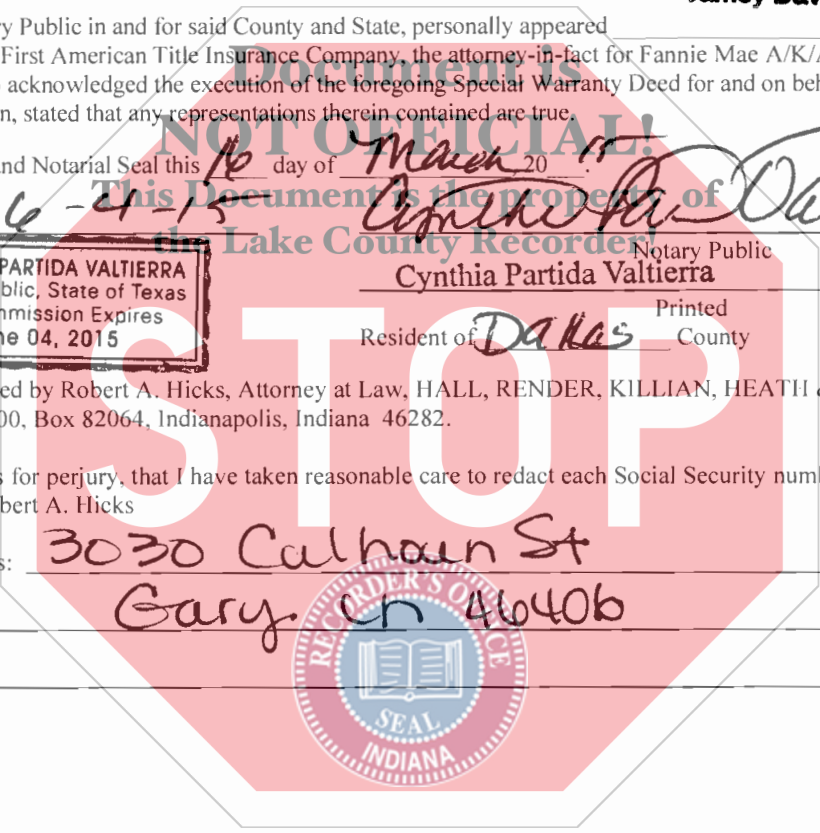 ry Public in and for said County and State, personally appeared
First American Title Insurance Company, the attorney-in-fact for Fannie Mae A/K/A
acknowledged the execution of the foregoing Special Warranty Deed for and on beh
n, stated that any representations therein contained are true.
Document is
NOT OFFICIAL!
This Document is the property of
the Lake County Recorder!
nd Notarial Seal this 16 day of March 20 15
6-4-15
Notary Public
PARTIDA VALTIERRA
blic, State of Texas
mmission Expires
ne 04, 2015
Cynthia Partida Valtierra
Printed
Resident of Dallas County
STOP
ed by Robert A. Hicks, Attorney at Law, HALL, RENDER, KILLIAN, HEATH &
00, Box 82064, Indianapolis, Indiana 46282.
s for perjury, that I have taken reasonable care to redact each Social Security numb
bert A. Hicks
s: 3030 Calhoun St
Gary. in 46406
RECORDER'S OFFICE
SEAL
INDIANA